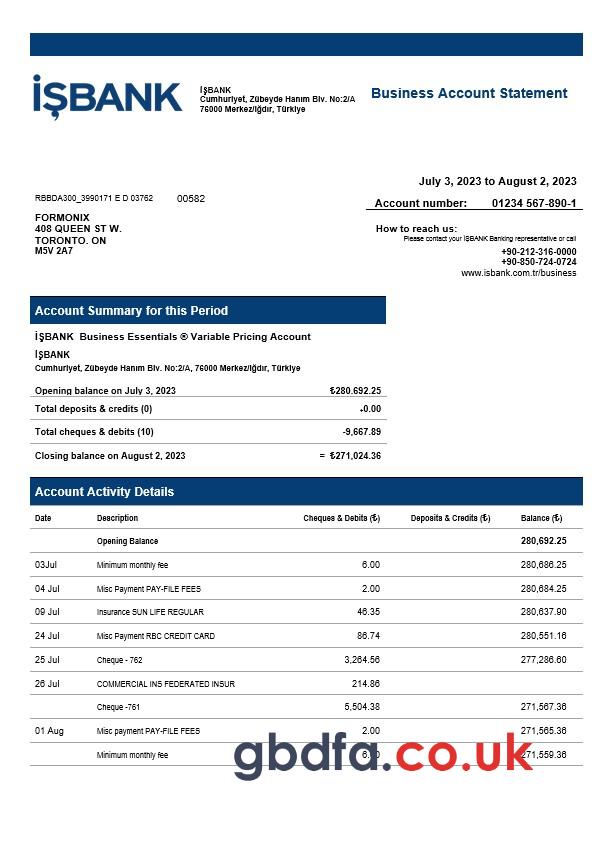 İŞBANK
İŞBANK
Cumhuriyet, Zübeyde Hanım Blv. No:2/A
76000 Merkez/Iğdır, Türkiye
Business Account Statement
July 3, 2023 to August 2, 2023
RBBDA300_3990171 E D 03762 00582
Account number: 01234 567-890-1
FORMONIX
408 QUEEN ST W.
TORONTO. ON
M5V 2A7
How to reach us:
Please contact your İŞBANK Banking representative or call
+90-212-316-0000
+90-850-724-0724
www.isbank.com.tr/business
Account Summary for this Period
İŞBANK Business Essentials ® Variable Pricing Account
İŞBANK
Cumhuriyet, Zübeyde Hanım Blv. No:2/A, 76000 Merkez/Iğdır, Türkiye
Opening balance on July 3, 2023 ₺280,692.25
Total deposits & credits (0) +0.00
Total cheques & debits (10) -9,667.89
Closing balance on August 2, 2023 = ₺271,024.36
Account Activity Details
Date Description Cheques & Debits (₺) Deposits & Credits (₺) Balance (₺)
Opening Balance 280,692.25
03Jul Minimum monthly fee 6.00 280,686.25
04 Jul Misc Payment PAY-FILE FEES 2.00 280,684.25
09 Jul Insurance SUN LIFE REGULAR 46.35 280,637.90
24 Jul Misc Payment RBC CREDIT CARD 86.74 280,551.16
25 Jul Cheque - 762 3,264.56 277,286.60
26 Jul COMMERCIAL INS FEDERATED INSUR 214.86
Cheque -761 5,504.38 271,567.36
01 Aug Misc payment PAY-FILE FEES 2.00 271,565.36
Minimum monthly fee 6.00 271,559.36
gbdfa.co.uk